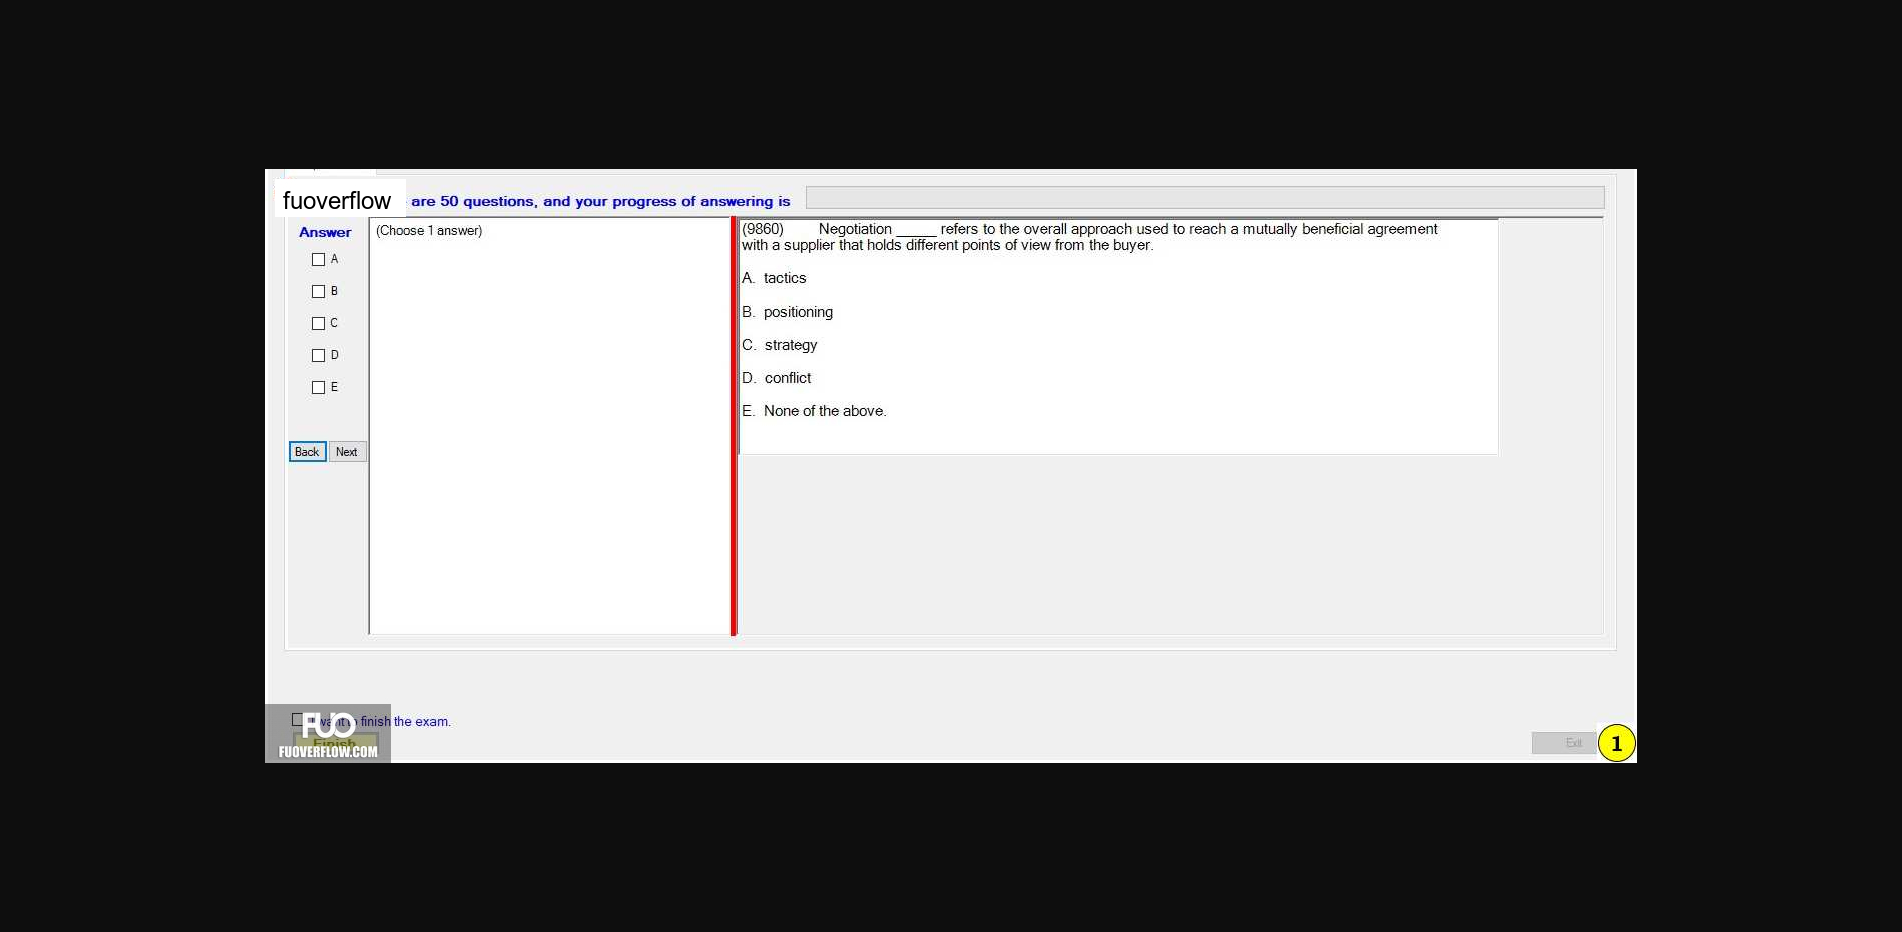 fuoverflow are 50 questions, and your progress of answering is
Answer
A
B
C
D
E
Back Next
(Choose 1 answer)
(9860) Negotiation _____ refers to the overall approach used to reach a mutually beneficial agreement
with a supplier that holds different points of view from the buyer.
A. tactics
B. positioning
C. strategy
D. conflict
E. None of the above.
I want to finish the exam.
Finish
FUO
FUOVERFLOW.COM
Exit
1